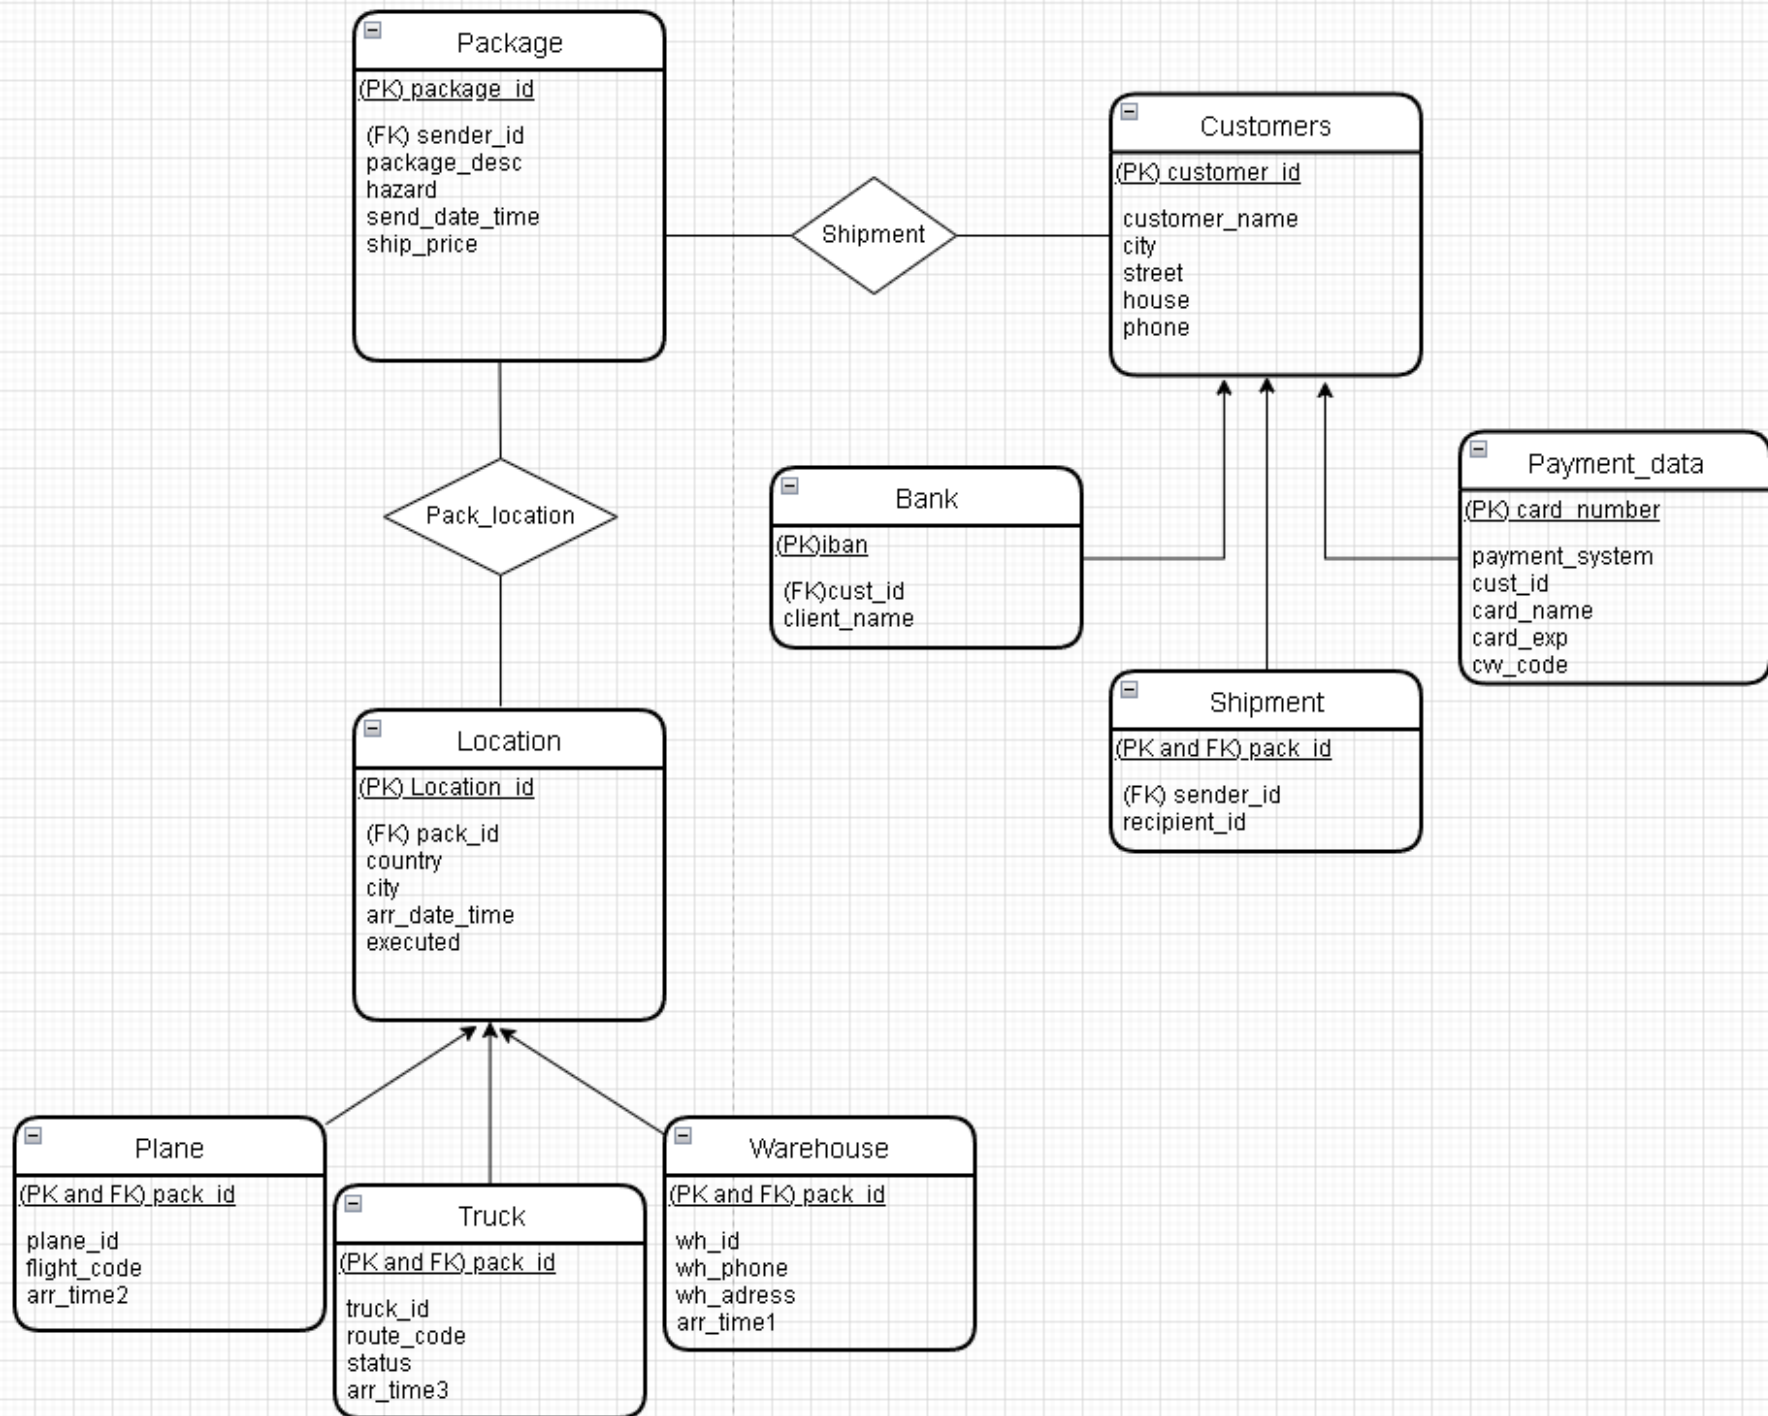 Package
(PK) package_id
(FK) sender_id
package_desc
hazard
send_date_time
ship_price
Shipment
Customers
(PK) customer_id
customer_name
city
street
house
phone
Pack_location
Bank
(PK)iban
(FK)cust_id
client_name
Payment_data
(PK) card_number
payment_system
cust_id
card_name
card_exp
cvv_code
Shipment
(PK and FK) pack_id
(FK) sender_id
recipient_id
Location
(PK) Location_id
(FK) pack_id
country
city
arr_date_time
executed
Plane
(PK and FK) pack_id
plane_id
flight_code
arr_time2
Truck
(PK and FK) pack_id
truck_id
route_code
status
arr_time3
Warehouse
(PK and FK) pack_id
wh_id
wh_phone
wh_adress
arr_time1